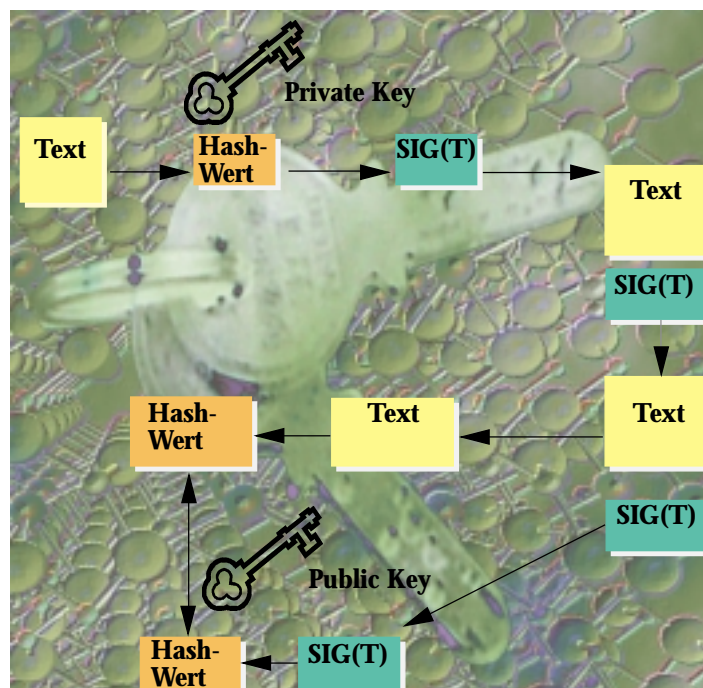 Private Key
Text
Hash-
Wert
SIG(T)
Text
SIG(T)
Hash-
Wert
Text
Text
SIG(T)
Public Key
Hash-
Wert
SIG(T)